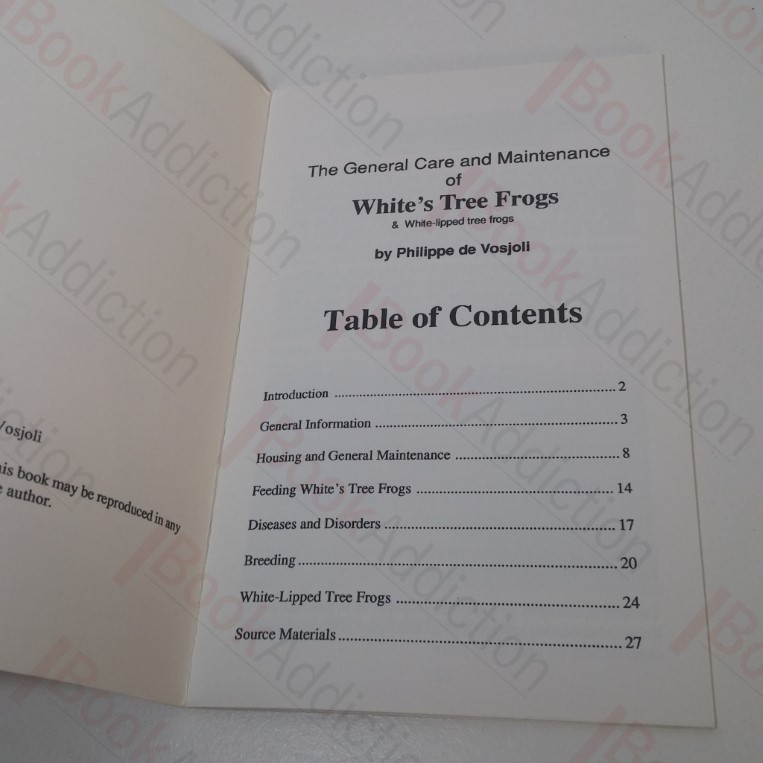 Vosjoli
his book may be reproduced in any
author.
The General Care and Maintenance
of
White's Tree Frogs
& White-lipped tree frogs
by Philippe de Vosjoli
Table of Contents
Introduction ........ 2
General Information ........ 3
Housing and General Maintenance ........ 8
Feeding White's Tree Frogs ........ 14
Diseases and Disorders ........ 17
Breeding ........ 20
White-Lipped Tree Frogs ........ 24
Source Materials ........ 27
BookAddiction